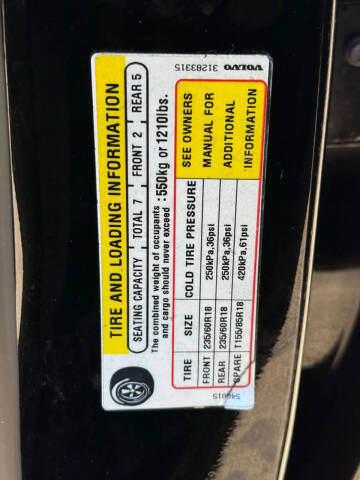 TIRE AND LOADING INFORMATION
SEATING CAPACITY TOTAL 7 FRONT 2 REAR 5
The combined weight of occupants : 550kg or 1210lbs.
and cargo should never exceed
TIRE SIZE COLD TIRE PRESSURE SEE OWNERS
FRONT 235/60R18 250kPa,36psi MANUAL FOR
REAR 235/60R18 250kPa,36psi ADDITIONAL
SPARE T155/85R18 420kPa,61psi INFORMATION
540015
VOLVO 31283315